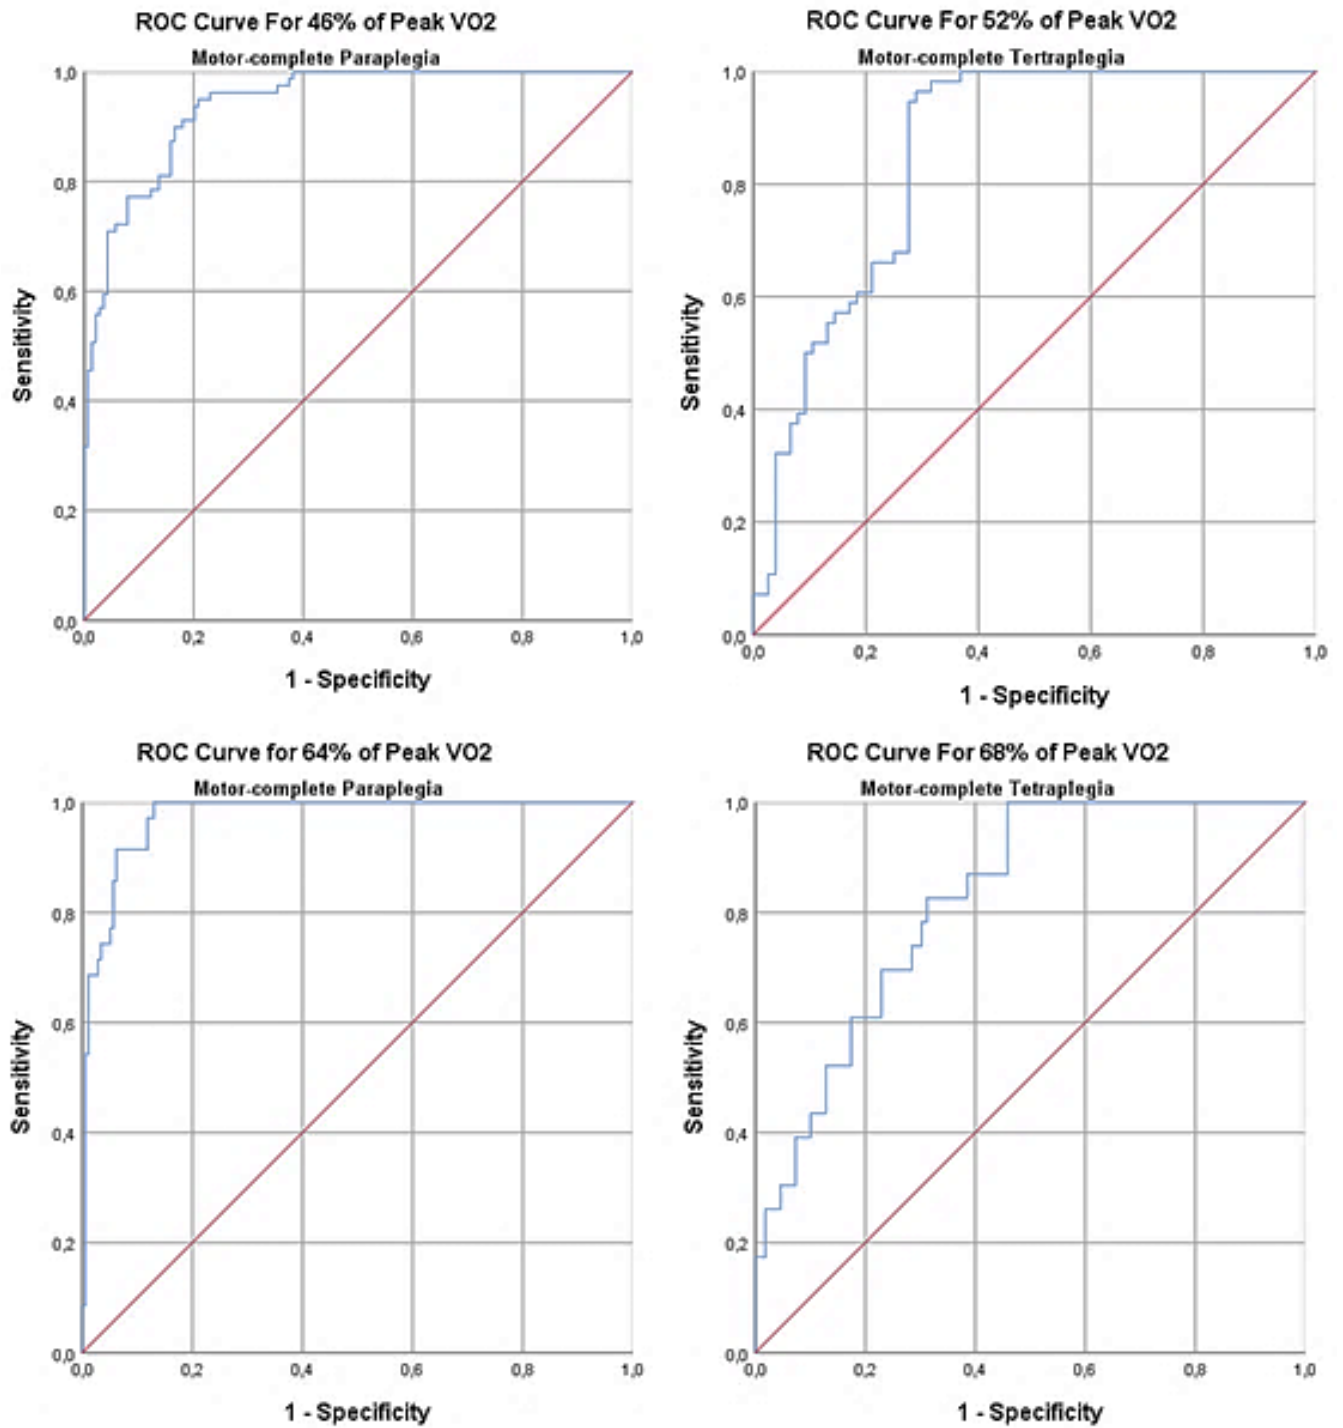 ROC Curve For 46% of Peak VO2
Motor-complete Paraplegia
1,0
0,8
0,6
0,4
0,2
0,0
Sensitivity
0,0 0,2 0,4 0,6 0,8 1,0
1 - Specificity
ROC Curve For 52% of Peak VO2
Motor-complete Tertraplegia
1,0
0,8
0,6
0,4
0,2
0,0
Sensitivity
0,0 0,2 0,4 0,6 0,8 1,0
1 - Specificity
ROC Curve for 64% of Peak VO2
Motor-complete Paraplegia
1,0
0,8
0,6
0,4
0,2
0,0
Sensitivity
0,0 0,2 0,4 0,6 0,8 1,0
1 - Specificity
ROC Curve For 68% of Peak VO2
Motor-complete Tetraplegia
1,0
0,8
0,6
0,4
0,2
0,0
Sensitivity
0,0 0,2 0,4 0,6 0,8 1,0
1 - Specificity